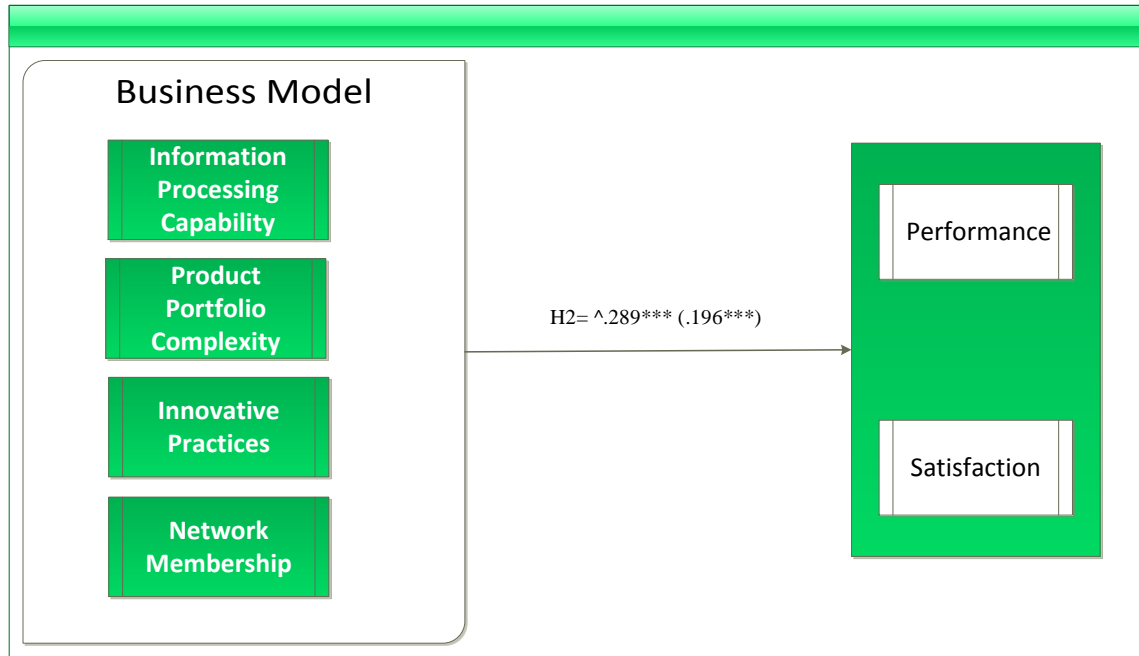 Business Model
Information
Processing
Capability
Product
Portfolio
Complexity
Innovative
Practices
Network
Membership
H2= ^.289*** (.196***)
Performance
Satisfaction